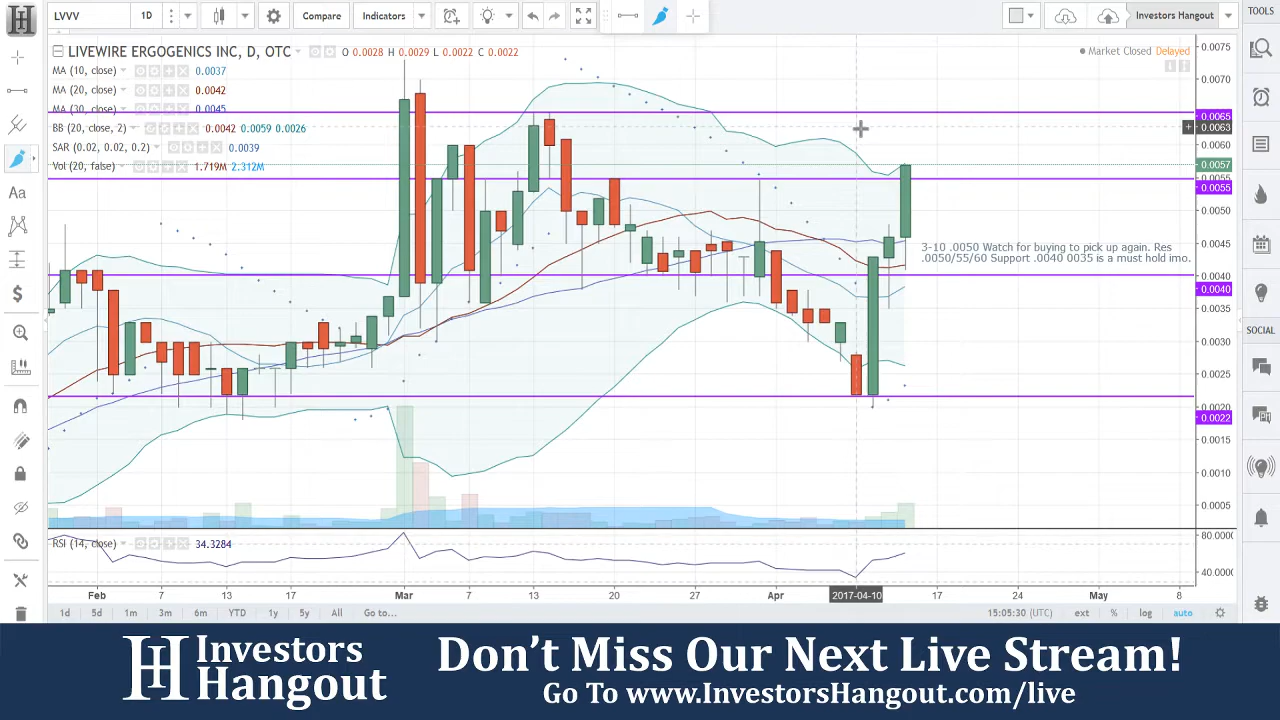 LVVV 1D Compare Indicators Investors Hangout TOOLS
LIVEWIRE ERGOGENICS INC, D, OTC O 0.0028 H 0.0029 L 0.0022 C 0.0022
Market Closed Delayed
MA (10, close) 0.0037
MA (20, close) 0.0042
MA (30, close) 0.0045
BB (20, close, 2) 0.0042 0.0059 0.0026
SAR (0.02, 0.02, 0.2) 0.0039
Vol (20, false) 1.719M 2.312M
Aa
0.0075
0.0070
0.0065
0.0063
0.0060
0.0057
0.0055
0.0055
0.0050
0.0045
0.0040
0.0040
0.0035
0.0030
0.0025
0.0020
0.0022
0.0015
0.0010
0.0005
3-10 .0050 Watch for buying to pick up again. Res
.0050/55/60 Support .0040 0035 is a must hold imo.
SOCIAL
RSI (14, close) 34.3284
80.0000
40.0000
Feb 7 13 17 Mar 7 13 20 27 Apr 2017-04-10 17 24 May 8
1d 5d 1m 3m 6m YTD 1y 5y All Go to... 15:05:30 (UTC) ext % log auto
H
Investors
Hangout
Don't Miss Our Next Live Stream!
Go To www.InvestorsHangout.com/live